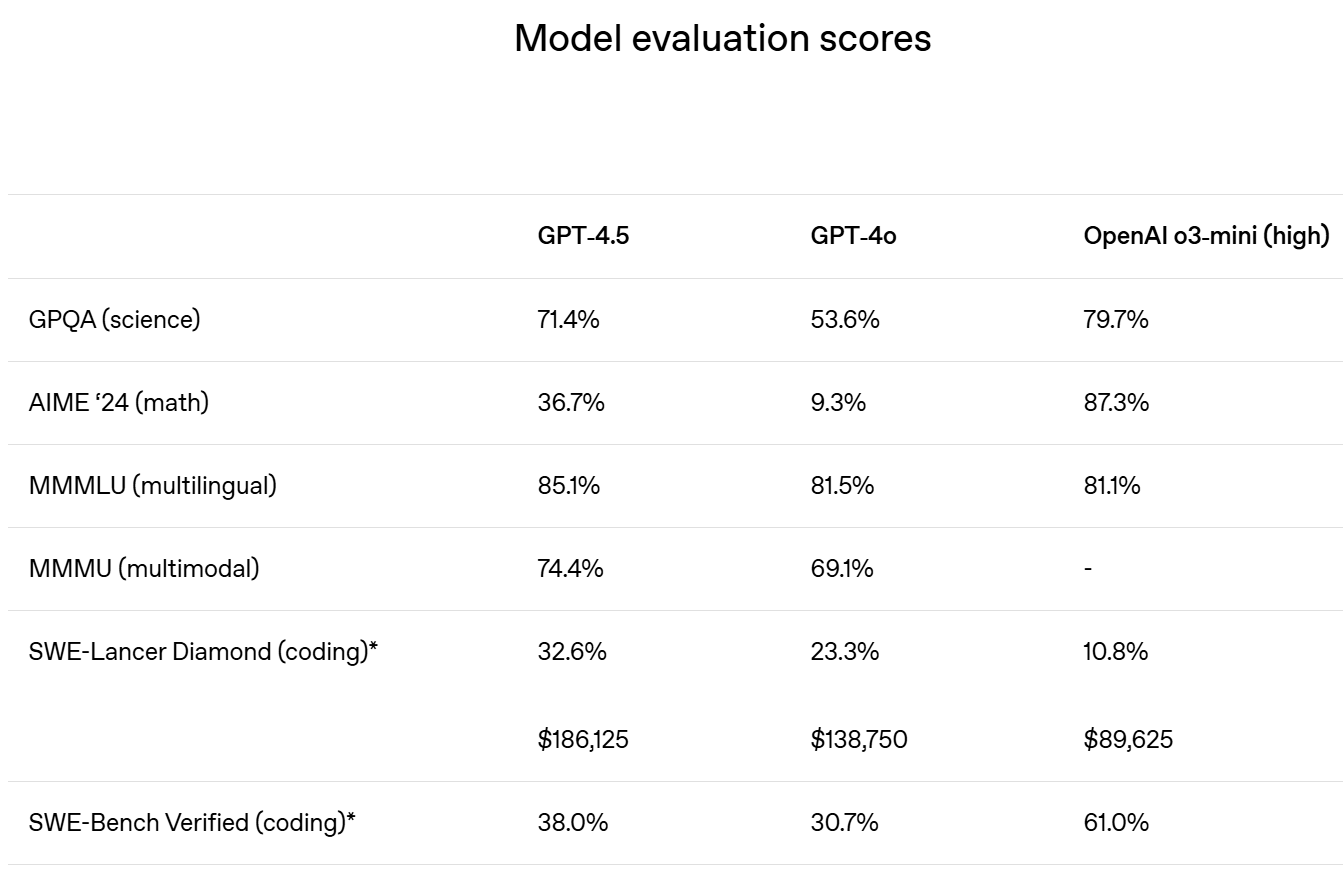 Model evaluation scores
GPT-4.5 GPT-4o OpenAI o3-mini (high)
GPQA (science) 71.4% 53.6% 79.7%
AIME ‘24 (math) 36.7% 9.3% 87.3%
MMMLU (multilingual) 85.1% 81.5% 81.1%
MMMU (multimodal) 74.4% 69.1% -
SWE-Lancer Diamond (coding)* 32.6% 23.3% 10.8%
$186,125 $138,750 $89,625
SWE-Bench Verified (coding)* 38.0% 30.7% 61.0%